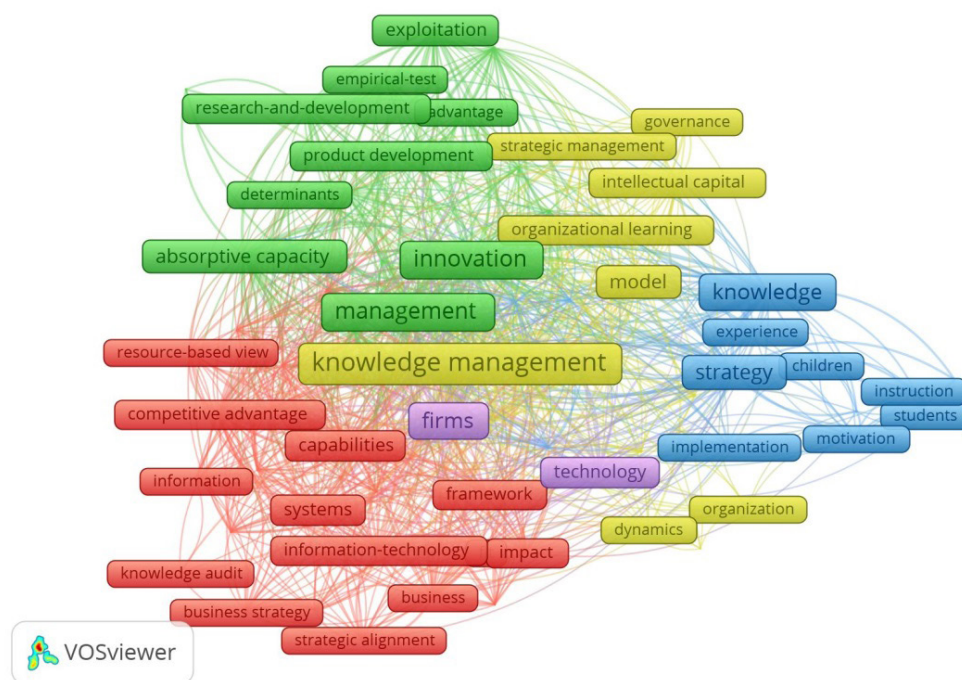 exploitation
empirical-test
research-and-development
advantage
governance
strategic management
product development
intellectual capital
determinants
organizational learning
absorptive capacity
innovation
model
knowledge
management
experience
resource-based view
knowledge management
strategy
children
instruction
competitive advantage
firms
students
capabilities
implementation
motivation
technology
information
framework
systems
organization
dynamics
information-technology
impact
knowledge audit
business
business strategy
strategic alignment
VOSviewer